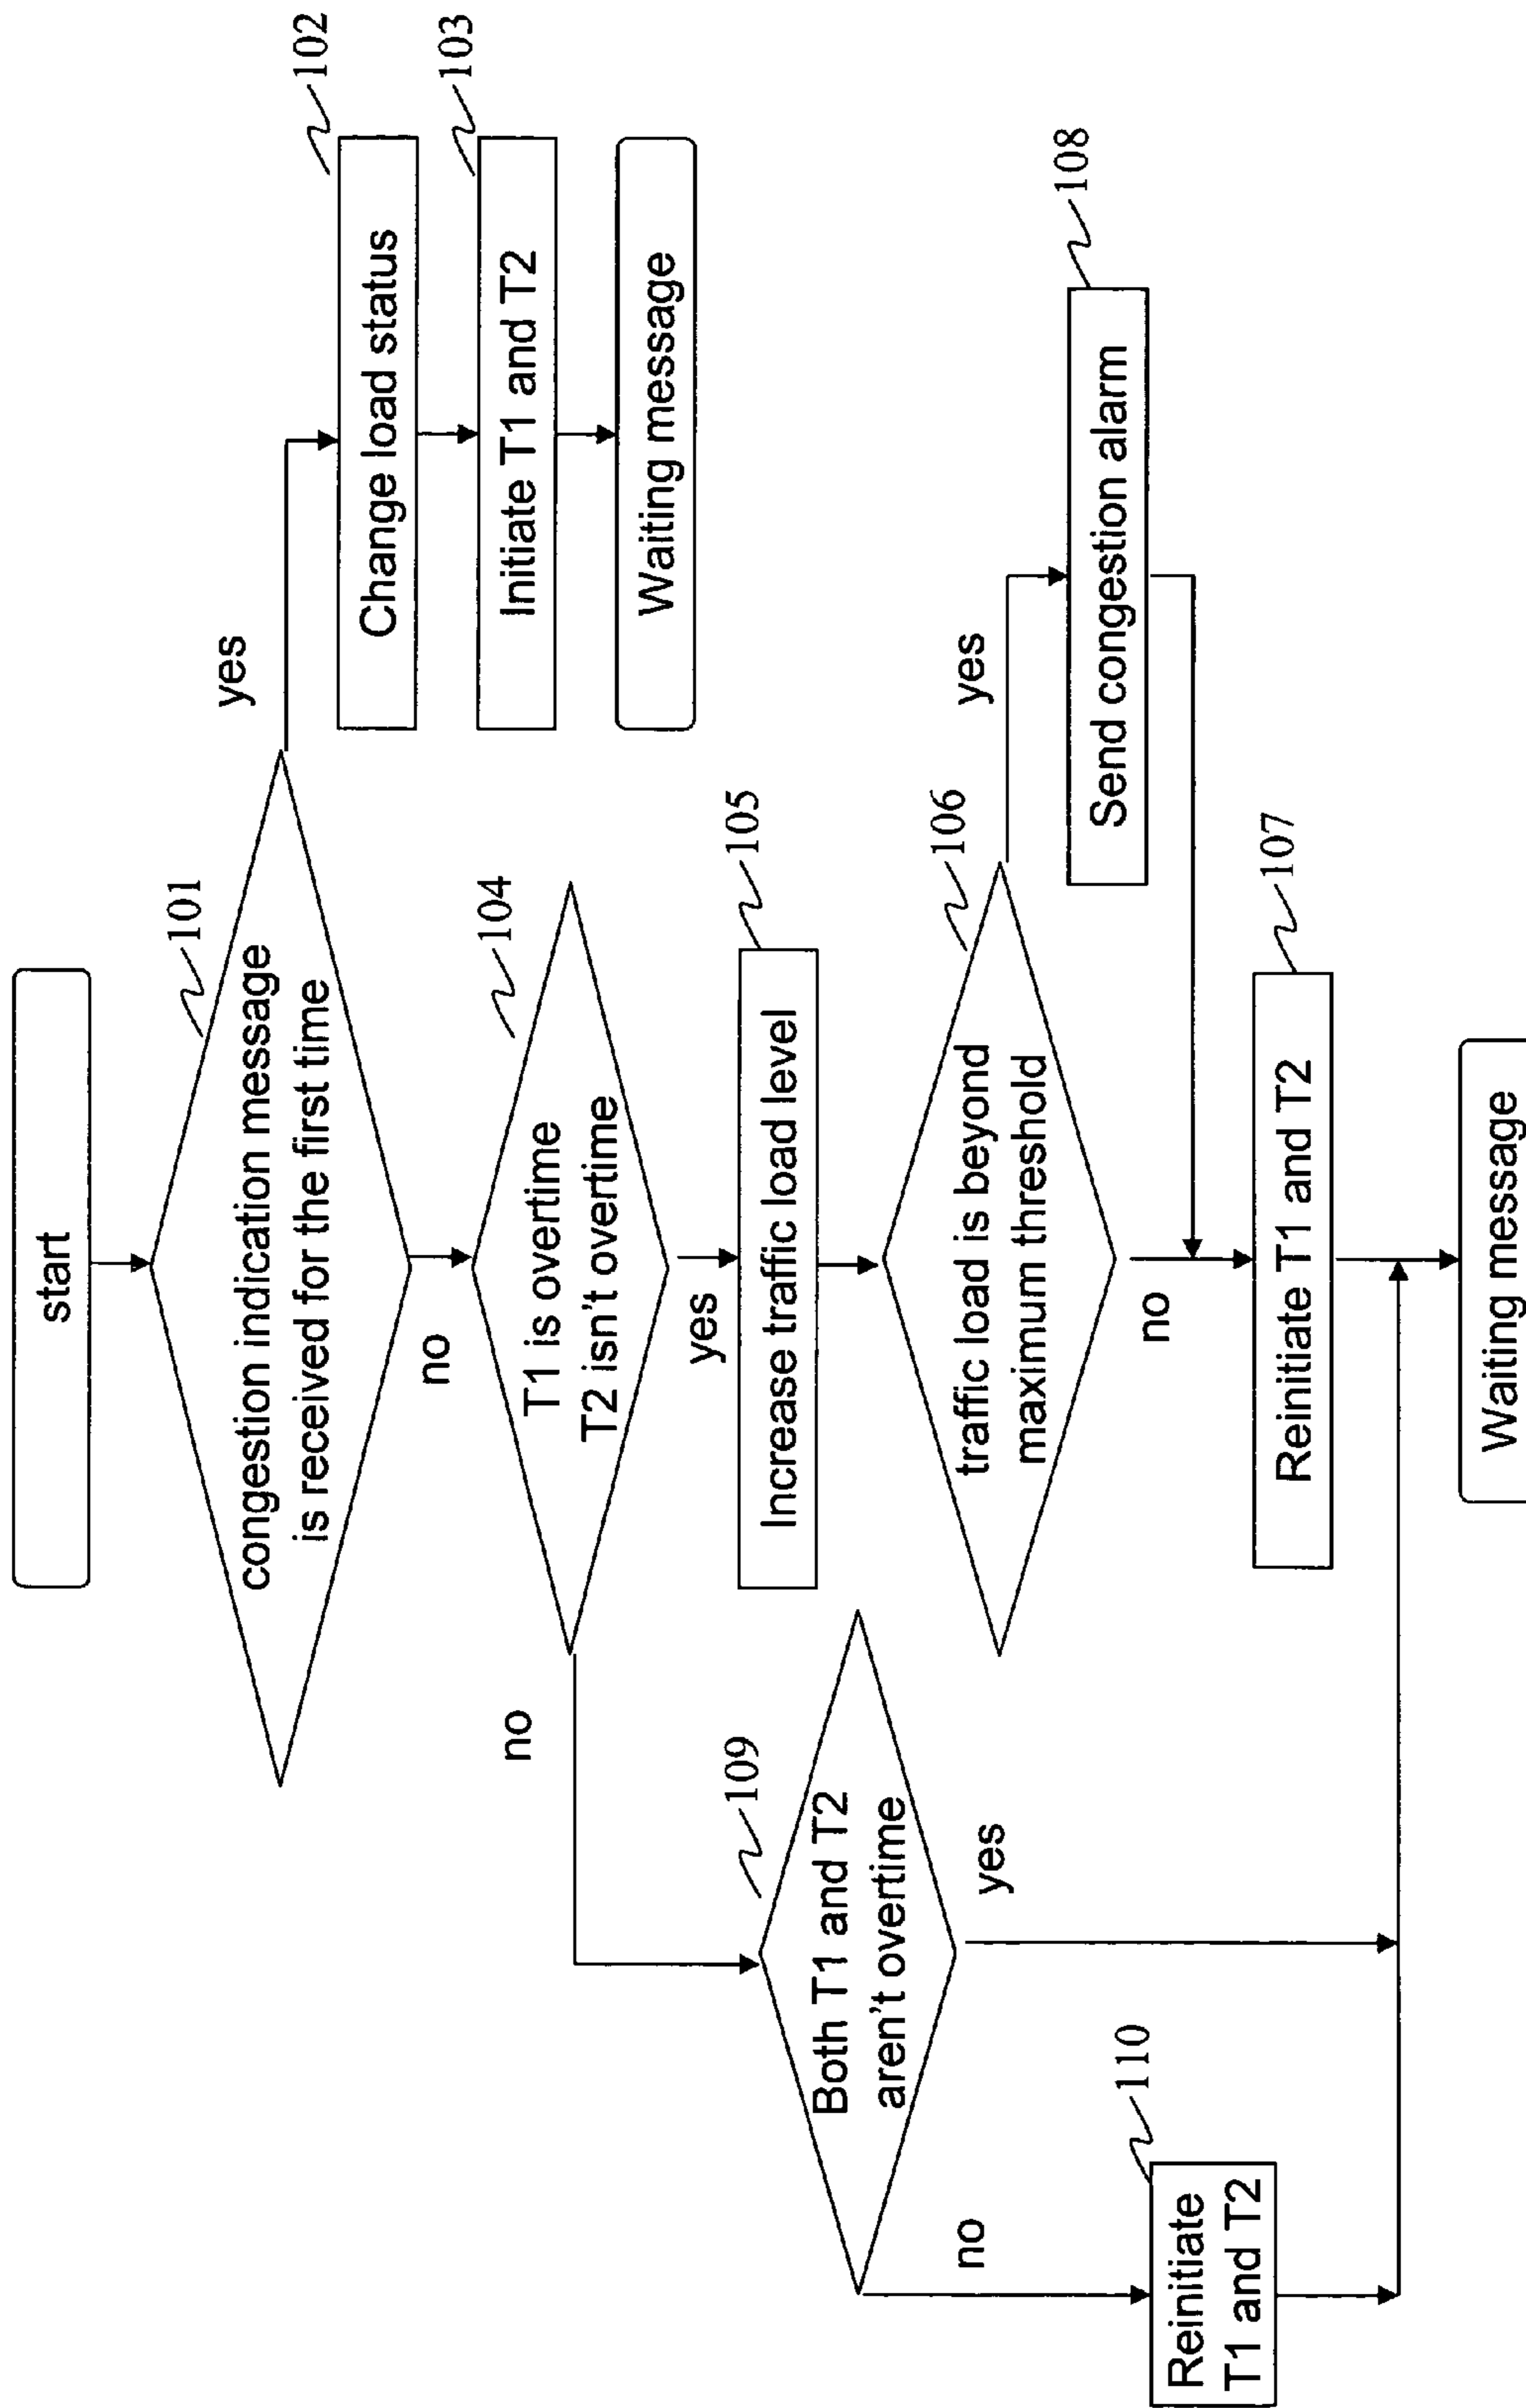 start
congestion indication message
is received for the first time
101
yes
102
Change load status
103
Initiate T1 and T2
Waiting message
no
T1 is overtime
T2 isn't overtime
104
yes
105
Increase traffic load level
106
traffic load is beyond
maximum threshold
yes
108
Send congestion alarm
no
107
Reinitiate T1 and T2
no
109
Both T1 and T2
aren't overtime
yes
no
110
Reinitiate
T1 and T2
Waiting message